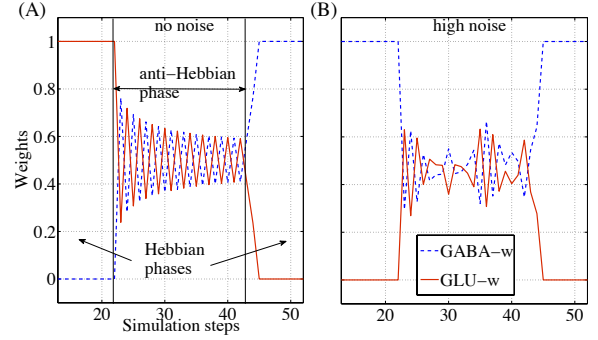 (A)
no noise
1
anti−Hebbian
phase
0.8
0.6
0.4
0.2
0
Weights
Hebbian
phases
20
30
40
50
Simulation steps
(B)
high noise
GABA−w
GLU−w
20
30
40
50